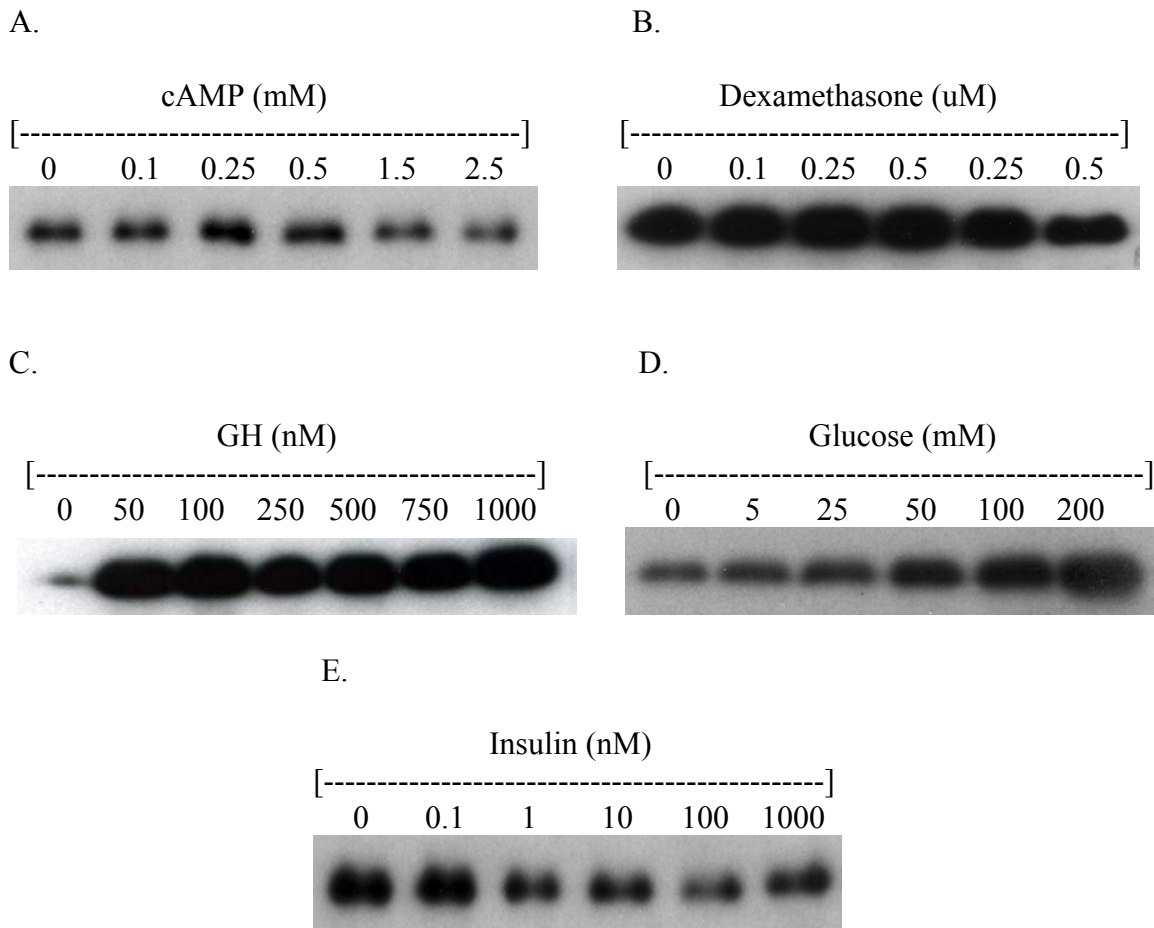 A.
cAMP (mM)
[-----------------------------------------------]
0 0.1 0.25 0.5 1.5 2.5
B.
Dexamethasone (uM)
[----------------------------------------------]
0 0.1 0.25 0.5 0.25 0.5
C.
GH (nM)
[-----------------------------------------------]
0 50 100 250 500 750 1000
D.
Glucose (mM)
[-----------------------------------------------]
0 5 25 50 100 200
E.
Insulin (nM)
[-----------------------------------------------]
0 0.1 1 10 100 1000